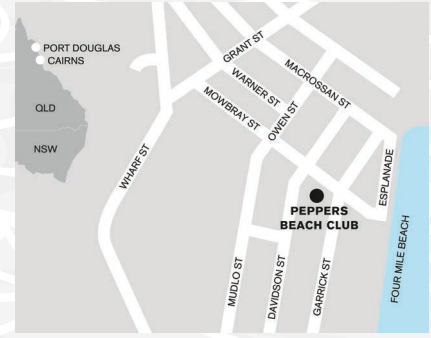 PORT DOUGLAS
CAIRNS
QLD
NSW
GRANT ST
MACROSSAN ST
WARNER ST
OWEN ST
MOWBRAY ST
WHARF ST
ESPLANADE
PEPPERS
BEACH CLUB
FOUR MILE BEACH
MUDLO ST
DAVIDSON ST
GARRICK ST